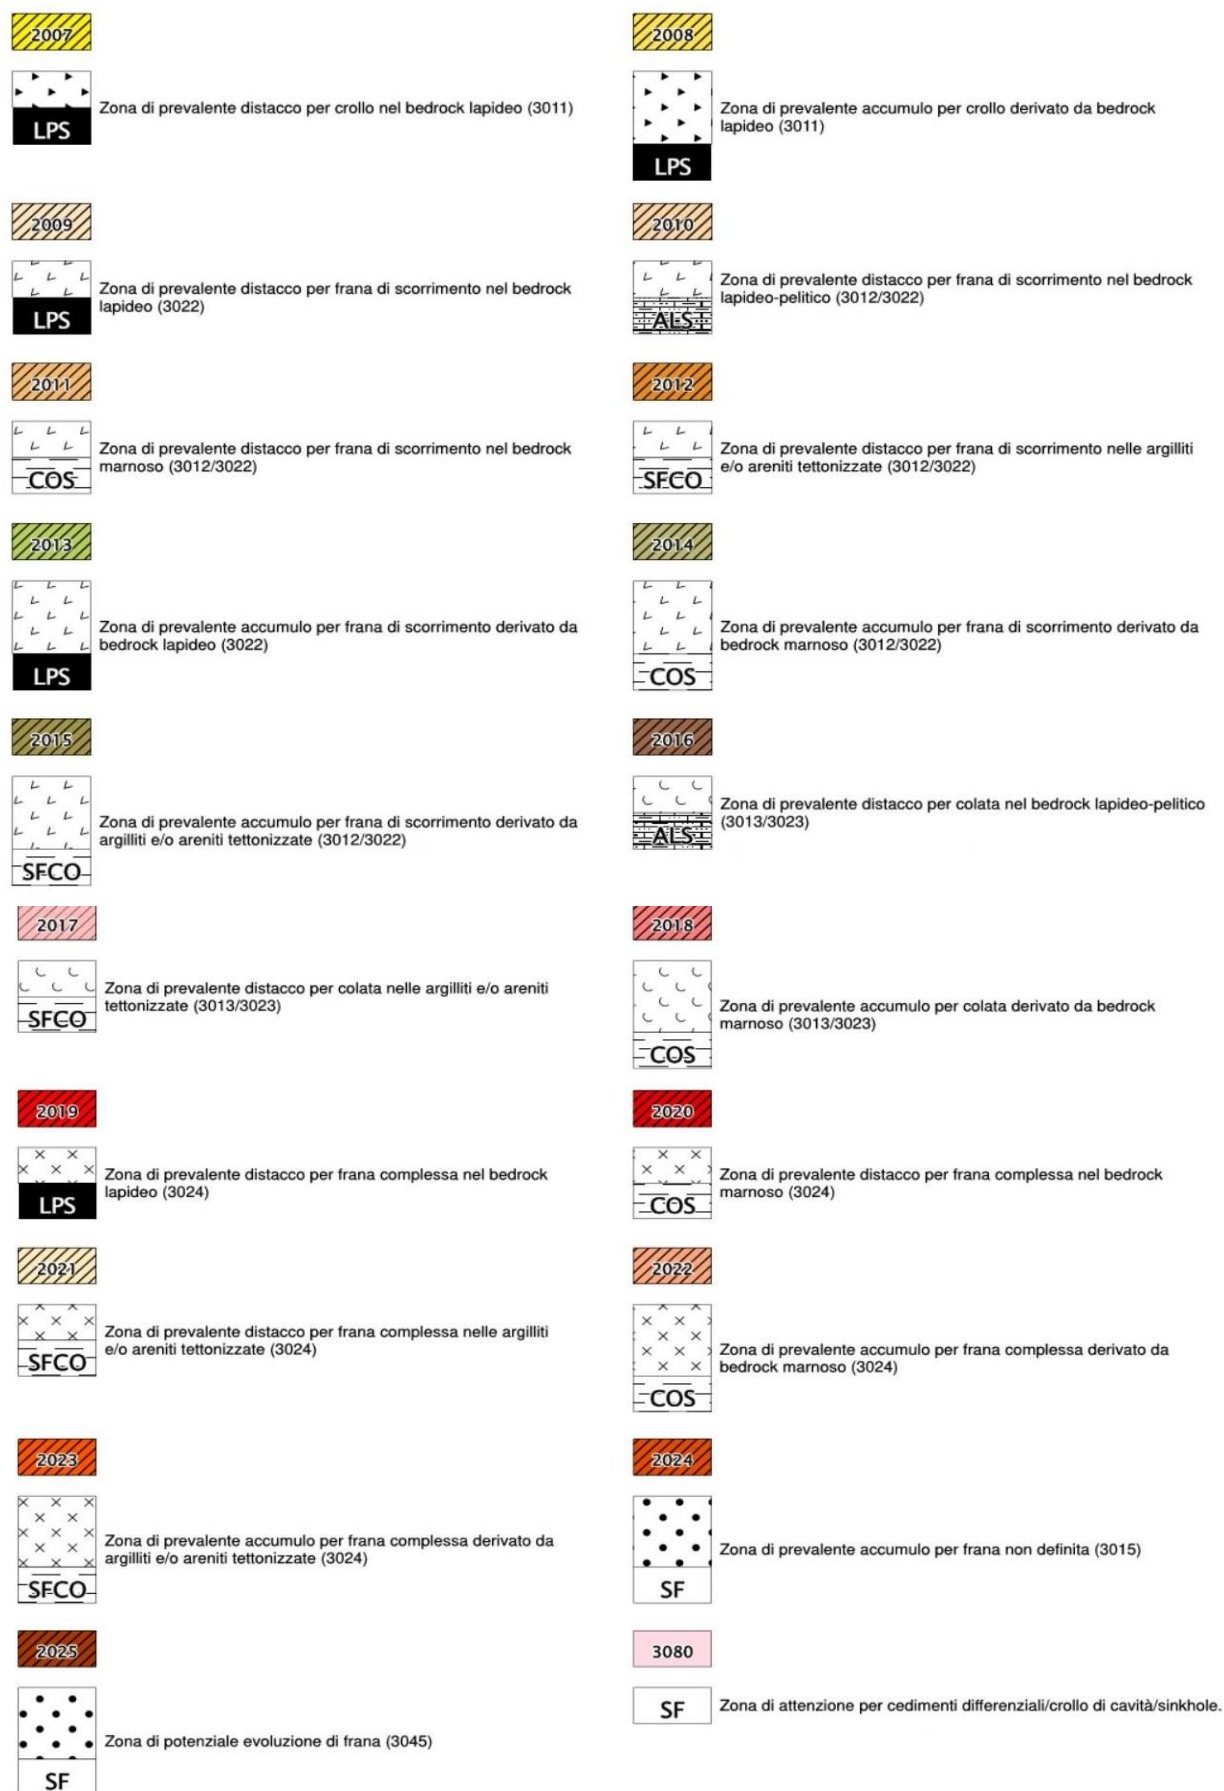 2007
LPS
Zona di prevalente distacco per crollo nel bedrock lapideo (3011)
2008
LPS
Zona di prevalente accumulo per crollo derivato da bedrock
lapideo (3011)
2009
LPS
Zona di prevalente distacco per frana di scorrimento nel bedrock
lapideo (3022)
2010
ALS
Zona di prevalente distacco per frana di scorrimento nel bedrock
lapideo-pelitico (3012/3022)
2011
COS
Zona di prevalente distacco per frana di scorrimento nel bedrock
marnoso (3012/3022)
2012
SFCO
Zona di prevalente distacco per frana di scorrimento nelle argilliti
e/o areniti tettonizzate (3012/3022)
2013
LPS
Zona di prevalente accumulo per frana di scorrimento derivato da
bedrock lapideo (3022)
2014
COS
Zona di prevalente accumulo per frana di scorrimento derivato da
bedrock marnoso (3012/3022)
2015
SFCO
Zona di prevalente accumulo per frana di scorrimento derivato da
argilliti e/o areniti tettonizzate (3012/3022)
2016
ALS
Zona di prevalente distacco per colata nel bedrock lapideo-pelitico
(3013/3023)
2017
SFCO
Zona di prevalente distacco per colata nelle argilliti e/o areniti
tettonizzate (3013/3023)
2018
COS
Zona di prevalente accumulo per colata derivato da bedrock
marnoso (3013/3023)
2019
LPS
Zona di prevalente distacco per frana complessa nel bedrock
lapideo (3024)
2020
COS
Zona di prevalente distacco per frana complessa nel bedrock
marnoso (3024)
2021
SFCO
Zona di prevalente distacco per frana complessa nelle argilliti
e/o areniti tettonizzate (3024)
2022
COS
Zona di prevalente accumulo per frana complessa derivato da
bedrock marnoso (3024)
2023
SFCO
Zona di prevalente accumulo per frana complessa derivato da
argilliti e/o areniti tettonizzate (3024)
2024
SF
Zona di prevalente accumulo per frana non definita (3015)
2025
SF
Zona di potenziale evoluzione di frana (3045)
3080
SF
Zona di attenzione per cedimenti differenziali/crollo di cavità/sinkhole.